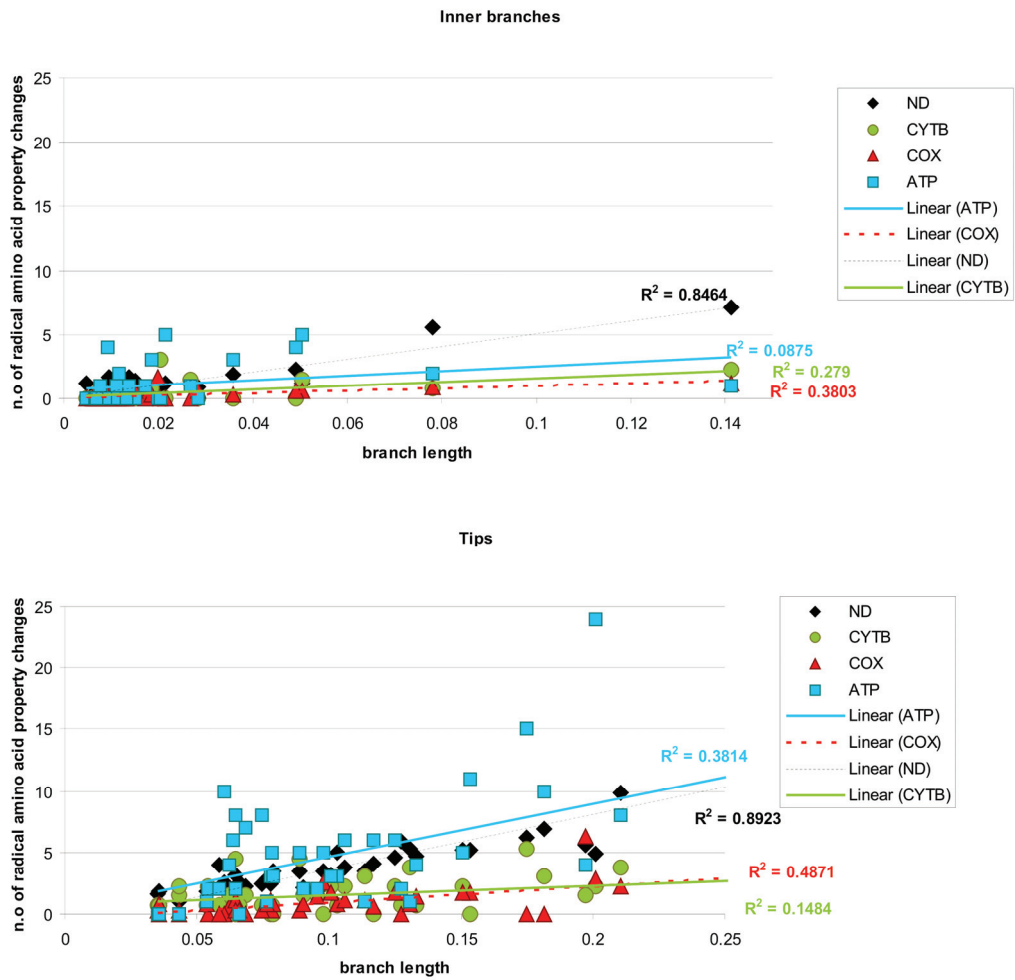 Inner branches
n.o of radical amino acid property changes
25
20
15
10
5
0
0
0.02
0.04
0.06
0.08
0.1
0.12
0.14
branch length
R² = 0.8464
R² = 0.0875
R² = 0.279
R² = 0.3803
ND
CYTB
COX
ATP
Linear (ATP)
Linear (COX)
Linear (ND)
Linear (CYTB)
Tips
n.o of radical amino acid property changes
25
20
15
10
5
0
0
0.05
0.1
0.15
0.2
0.25
branch length
R² = 0.3814
R² = 0.8923
R² = 0.4871
R² = 0.1484
ND
CYTB
COX
ATP
Linear (ATP)
Linear (COX)
Linear (ND)
Linear (CYTB)